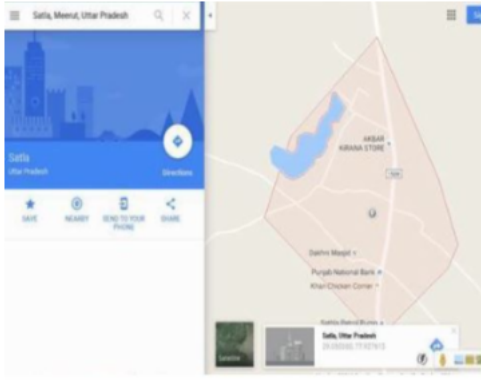 Satla, Meerut, Uttar Pradesh
Satla
Uttar Pradesh
Directions
SAVE
NEARBY
SEND TO YOUR
PHONE
SHARE
AKBAR
KIRANA STORE
Dakhni Masjid
Punjab National Bank
Khan Chicken Corner
Satla, Uttar Pradesh